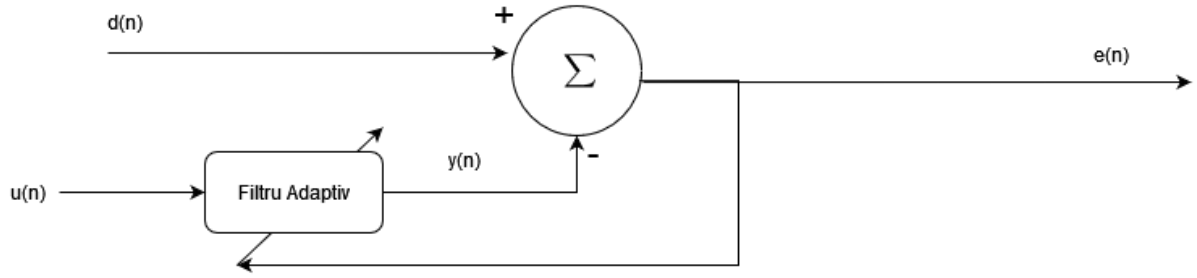 d(n)
+
Σ
e(n)
y(n)
-
u(n)
Filtru Adaptiv